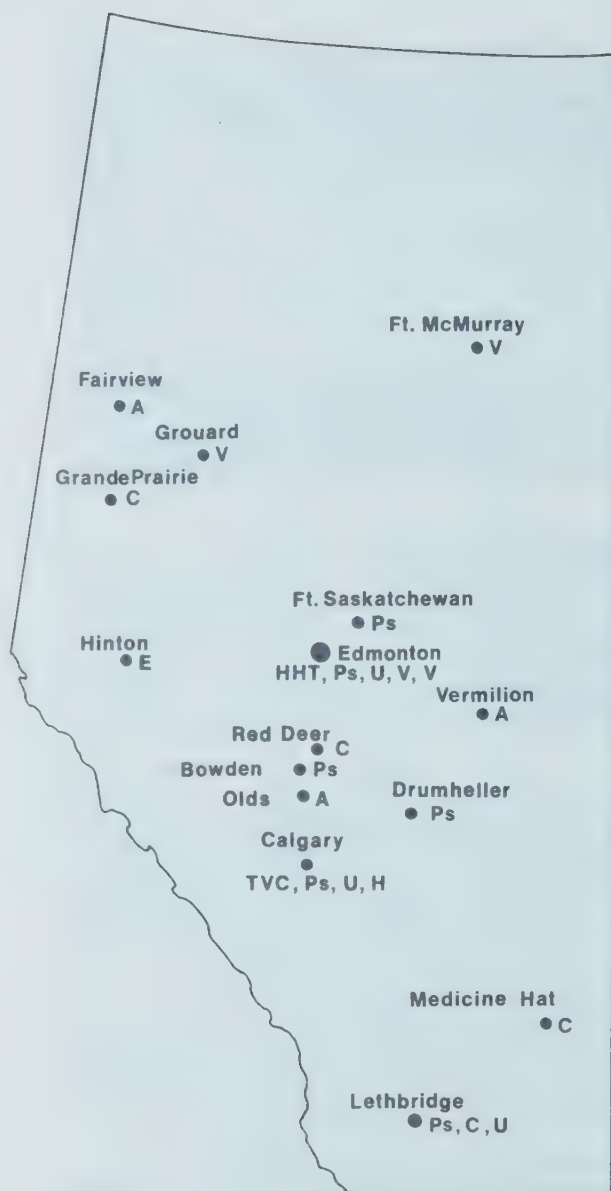 Ft. McMurray
V
Fairview
A
Grouard
V
GrandePrairie
C
Ft. Saskatchewan
Ps
Hinton
E
Edmonton
HHT, Ps, U, V, V
Vermilion
A
Red Deer
C
Bowden Ps
Olds A
Drumheller
Ps
Calgary
TVC, Ps, U, H
Medicine Hat
C
Lethbridge
Ps, C, U